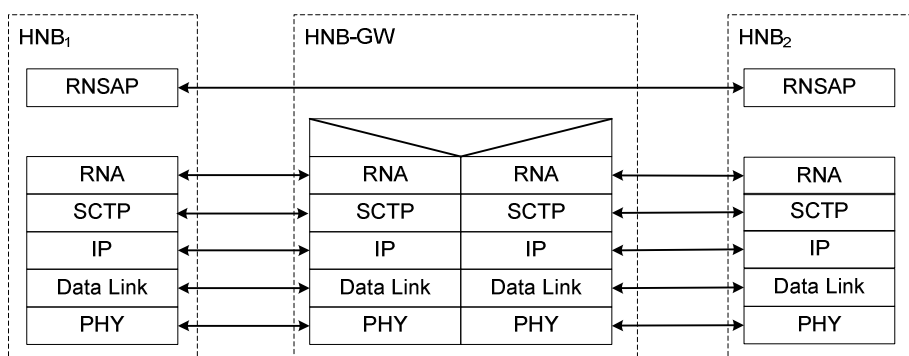 HNB₁ HNB-GW HNB₂
RNSAP RNSAP
RNA RNA RNA RNA
SCTP SCTP SCTP SCTP
IP IP IP IP
Data Link Data Link Data Link Data Link
PHY PHY PHY PHY